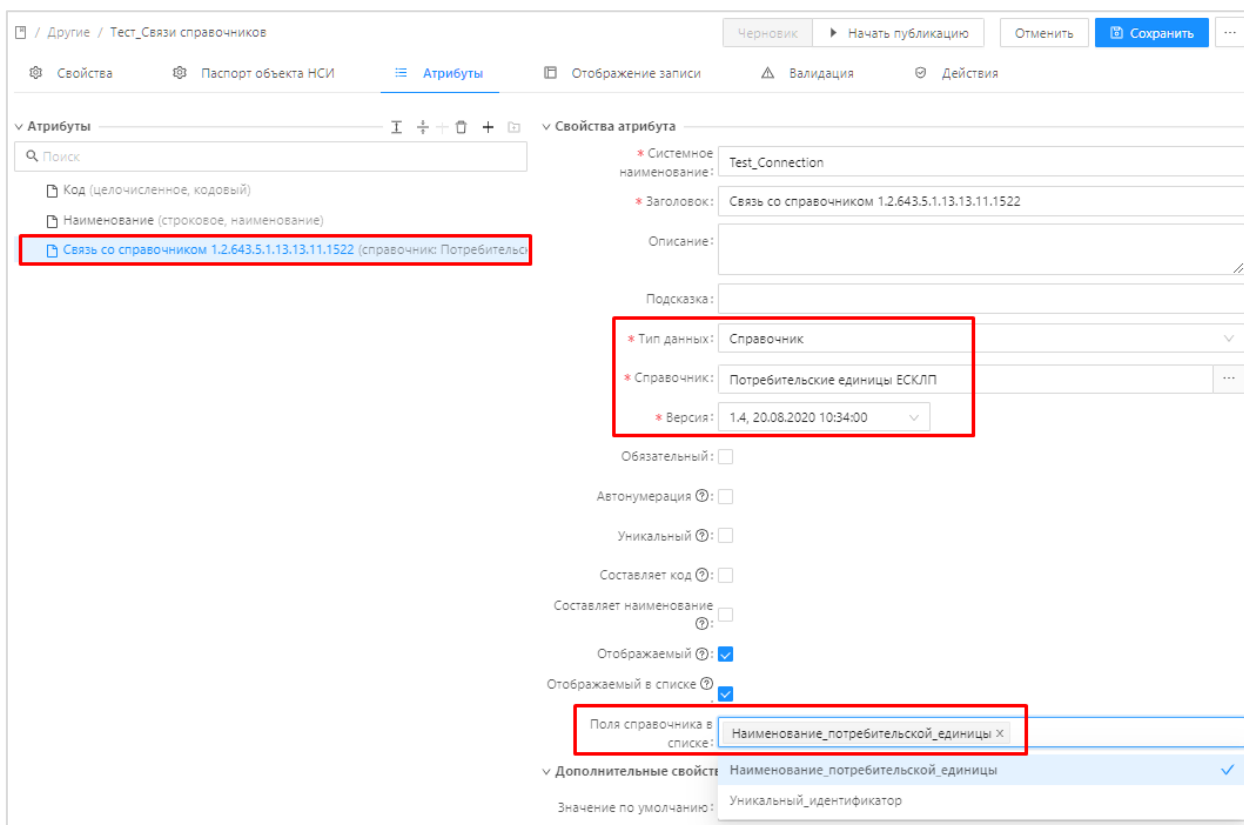 / Другие / Тест_Связи справочников
Черновик Начать публикацию Отменить Сохранить ...
Свойства Паспорт объекта НСИ Атрибуты Отображение записи Валидация Действия
Атрибуты
Поиск
Код (целочисленное, кодовый)
Наименование (строковое, наименование)
Связь со справочником 1.2.643.5.1.13.13.11.1522 (справочник: Потребительск
Свойства атрибута
* Системное
наименование: Test_Connection
* Заголовок: Связь со справочником 1.2.643.5.1.13.13.11.1522
Описание:
Подсказка:
* Тип данных: Справочник
* Справочник: Потребительские единицы ЕСКЛП ...
* Версия: 1.4, 20.08.2020 10:34:00
Обязательный:
Автонумерация ?:
Уникальный ?:
Составляет код ?:
Составляет наименование
?:
Отображаемый ?:
Отображаемый в списке ?
Поля справочника в
списке: Наименование_потребительской_единицы ×
Дополнительные свойств
Наименование_потребительской_единицы
Уникальный_идентификатор
Значение по умолчанию: